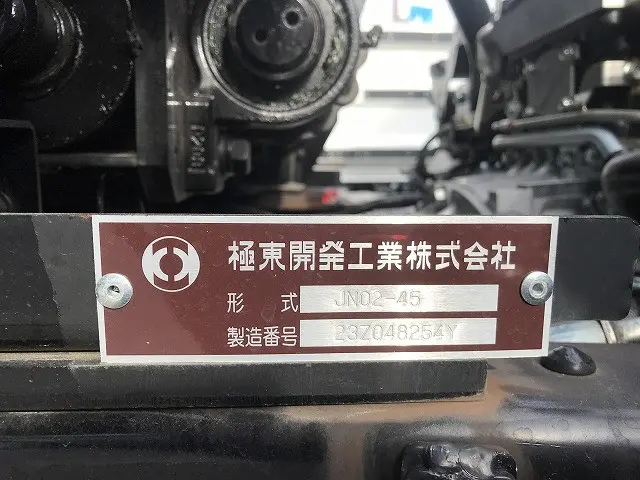 極東開発工業株式会社
形 式 JN02-45
製造番号 23Z048254Y